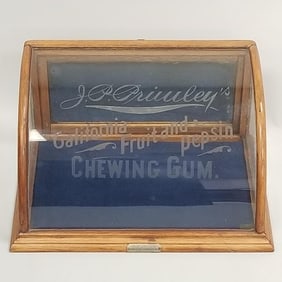 J.P. Primley's
California Fruit and Pepsin
CHEWING GUM.